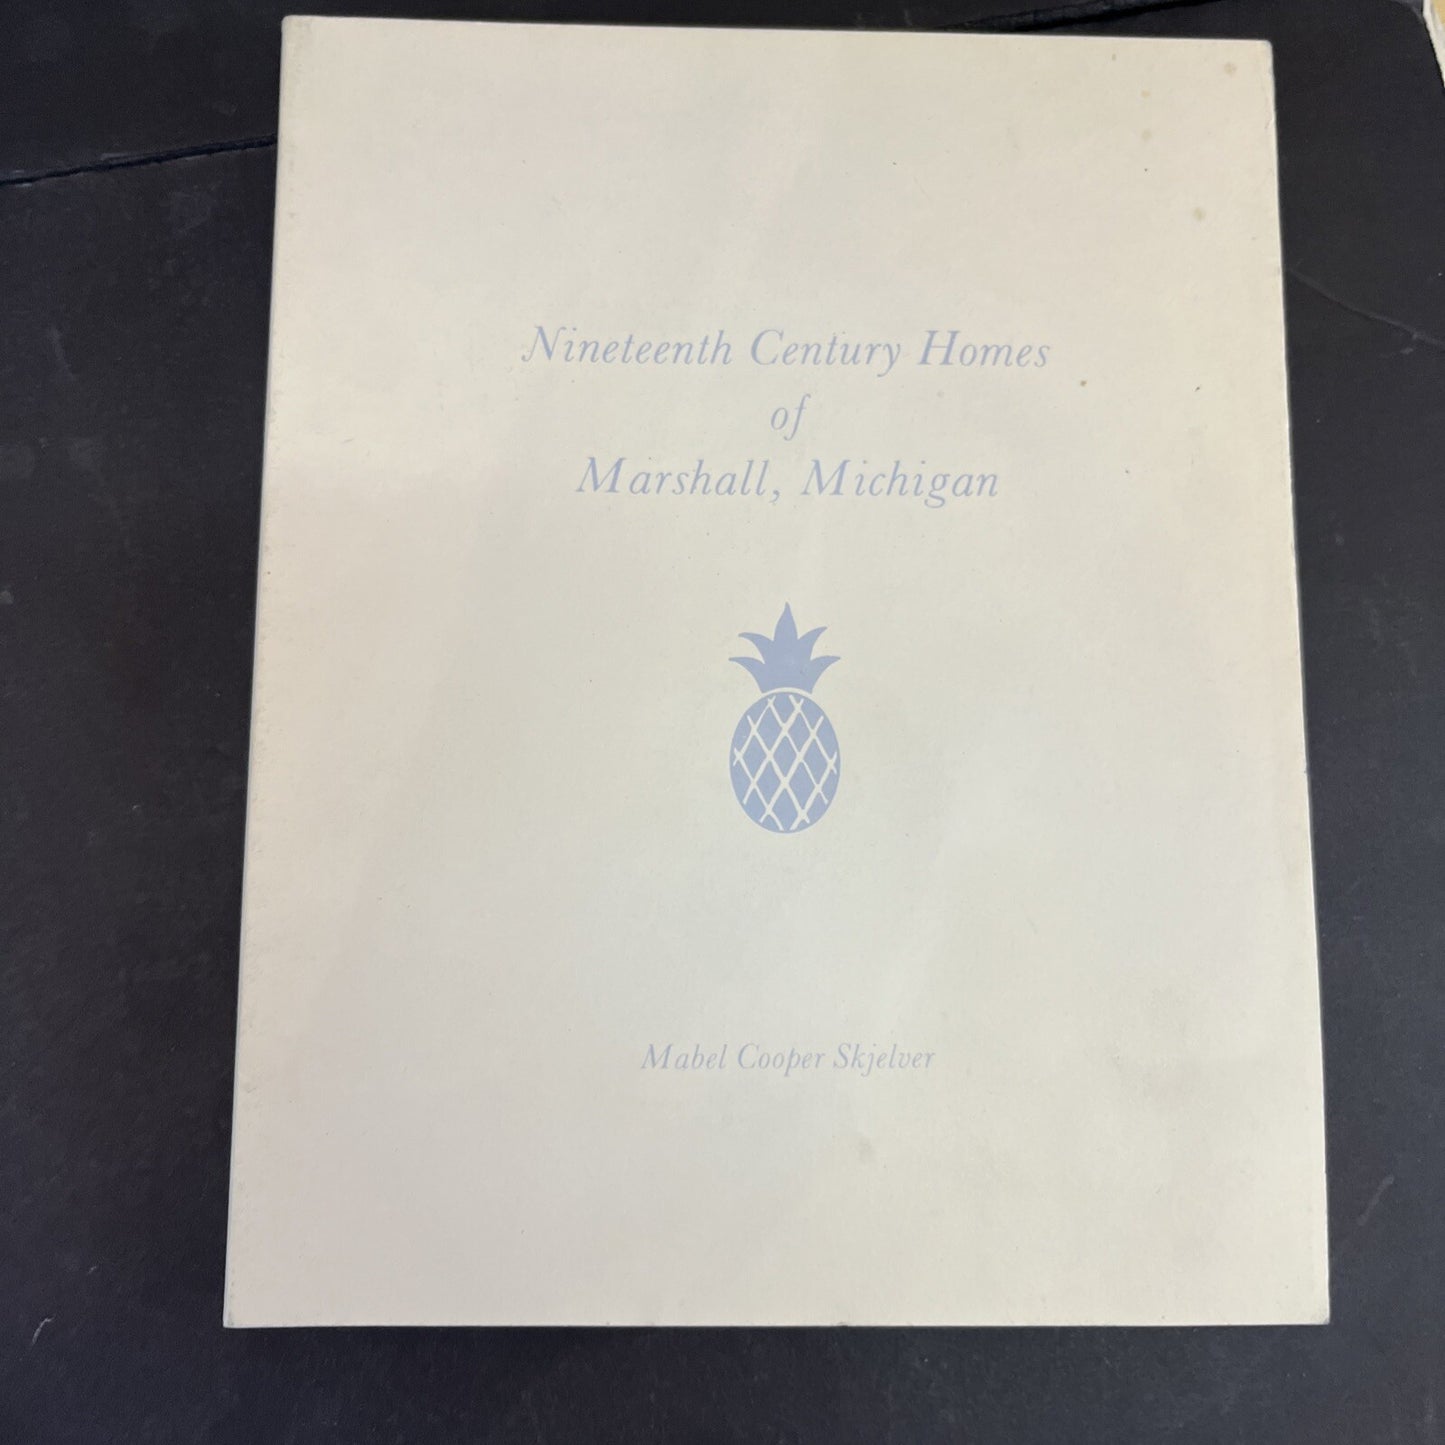 Nineteenth Century Homes
of
Marshall, Michigan
Mabel Cooper Skjelver